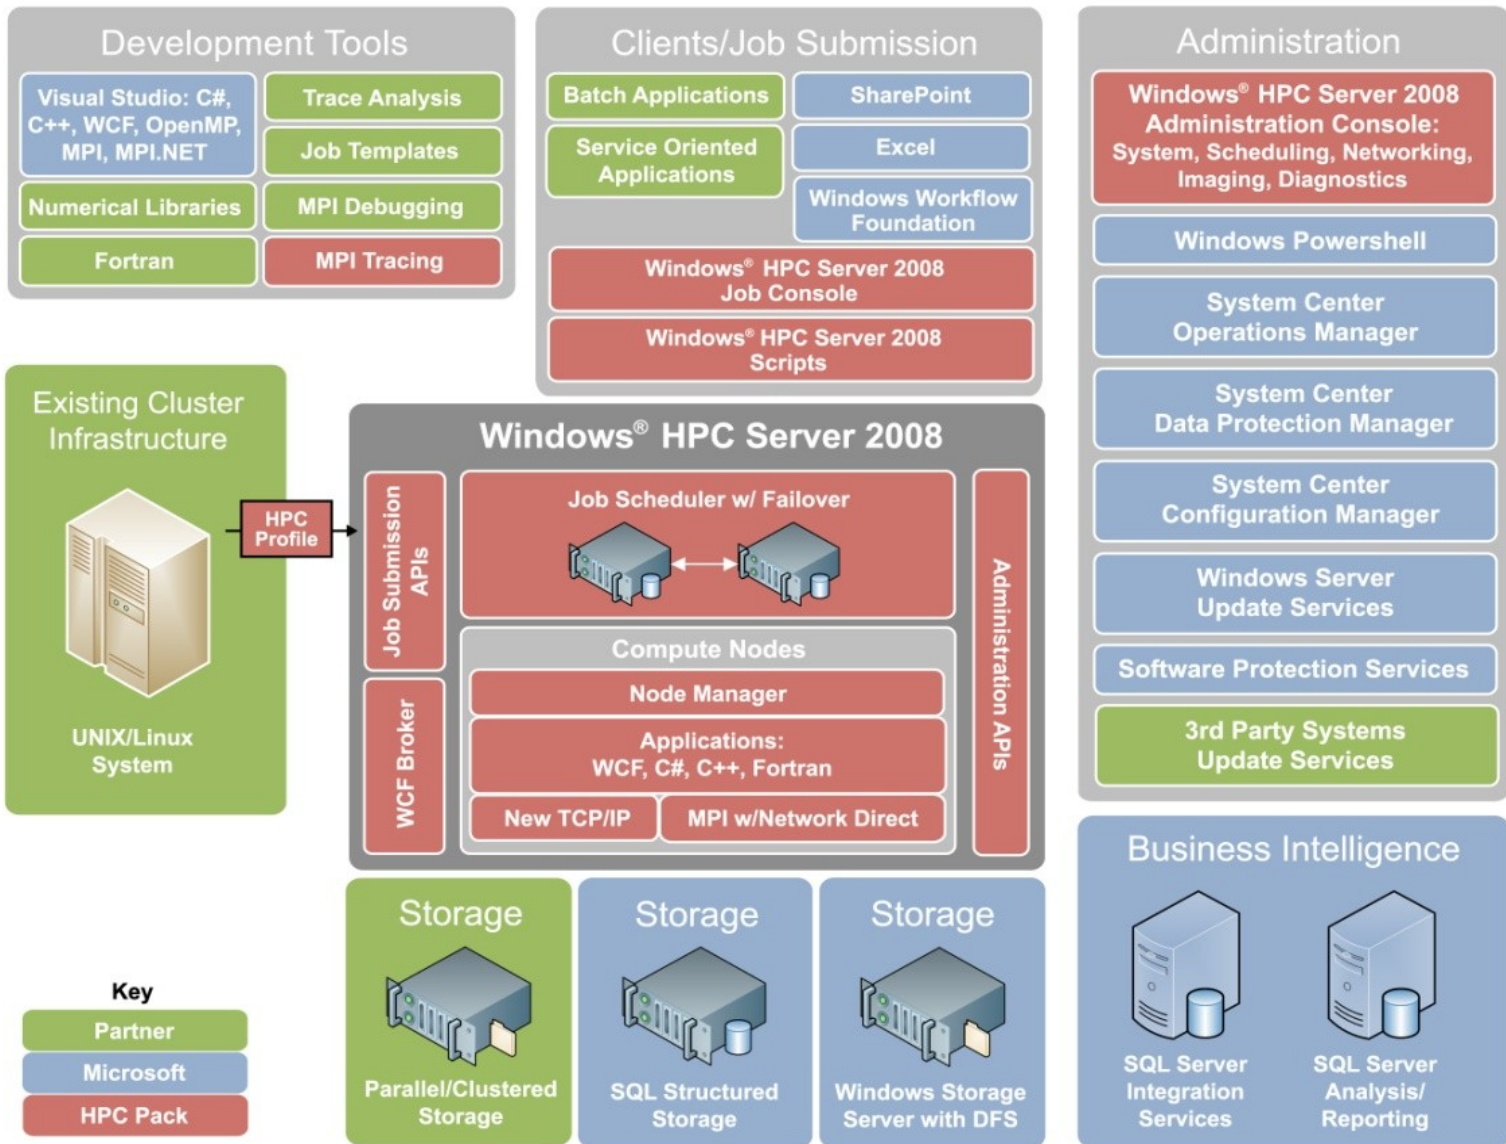 Development Tools
Visual Studio: C#,
C++, WCF, OpenMP,
MPI, MPI.NET
Numerical Libraries
Fortran
Trace Analysis
Job Templates
MPI Debugging
MPI Tracing
Clients/Job Submission
Batch Applications
Service Oriented
Applications
SharePoint
Excel
Windows Workflow
Foundation
Windows® HPC Server 2008
Job Console
Windows® HPC Server 2008
Scripts
Administration
Windows® HPC Server 2008
Administration Console:
System, Scheduling, Networking,
Imaging, Diagnostics
Windows Powershell
System Center
Operations Manager
System Center
Data Protection Manager
System Center
Configuration Manager
Windows Server
Update Services
Software Protection Services
3rd Party Systems
Update Services
Existing Cluster
Infrastructure
UNIX/Linux
System
HPC
Profile
Windows® HPC Server 2008
Job Submission
APIs
WCF Broker
Job Scheduler w/ Failover
Compute Nodes
Node Manager
Applications:
WCF, C#, C++, Fortran
New TCP/IP
MPI w/Network Direct
Administration APIs
Storage
Parallel/Clustered
Storage
Storage
SQL Structured
Storage
Storage
Windows Storage
Server with DFS
Business Intelligence
SQL Server
Integration
Services
SQL Server
Analysis/
Reporting
Key
Partner
Microsoft
HPC Pack